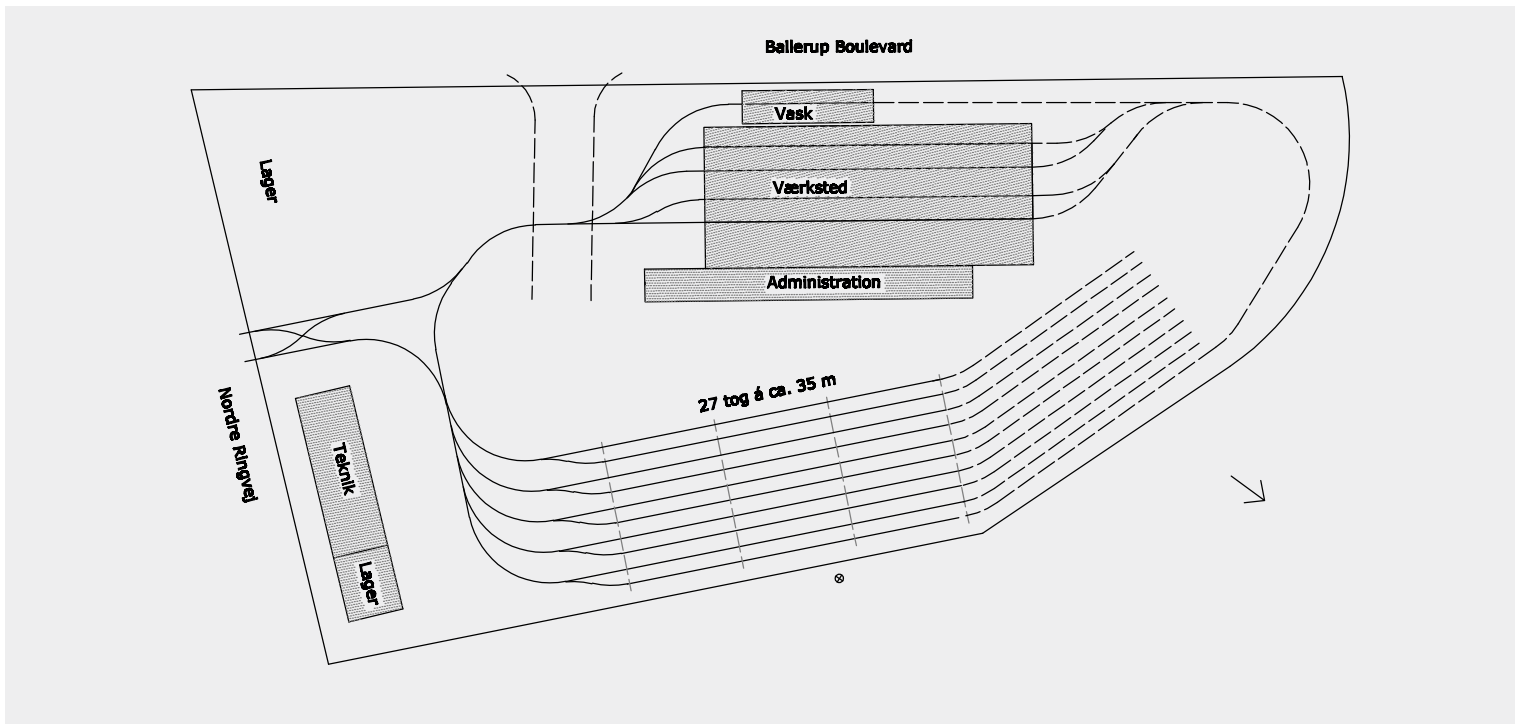 Ballerup Boulevard
Vask
Lager
Værksted
Administration
27 tog á ca. 35 m
Nordre Ringvej
Teknik
Lager